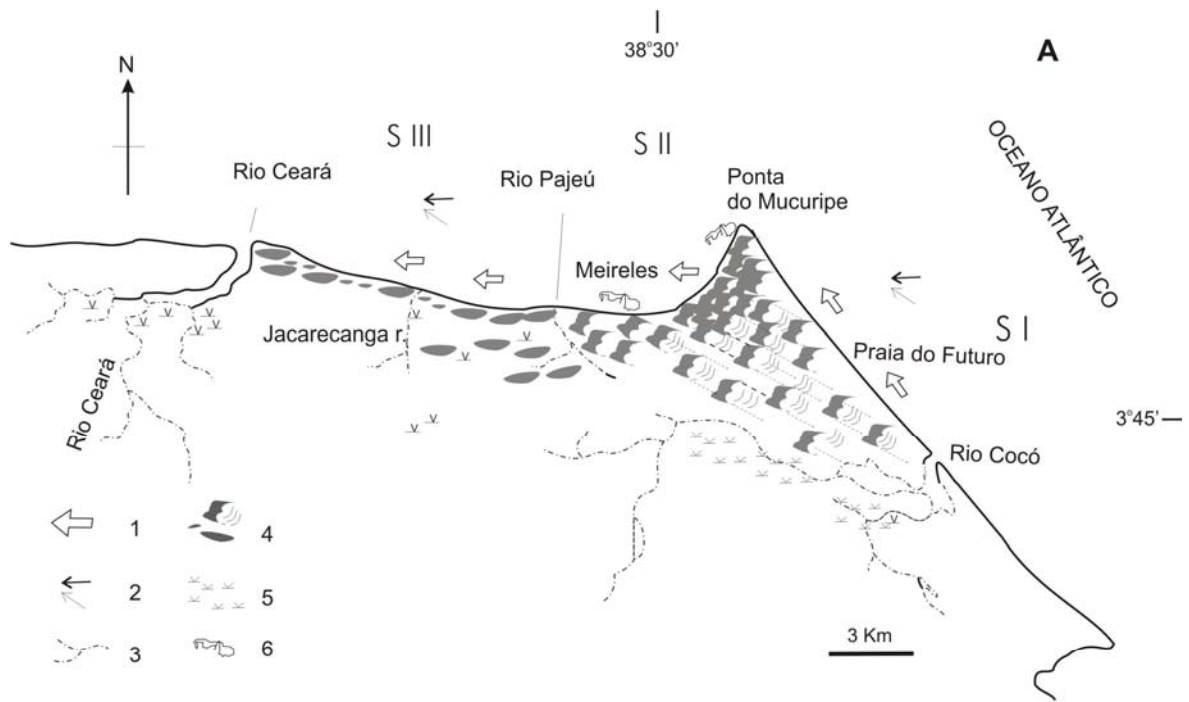 38°30'
A
N
S III
S II
OCEANO ATLÂNTICO
Rio Ceará
Rio Pajeú
Ponta
do Mucuripe
Meireles
S I
Jacarecanga r.
Praia do Futuro
Rio Ceará
3°45'
Rio Cocó
1
4
2
5
3
6
3 Km